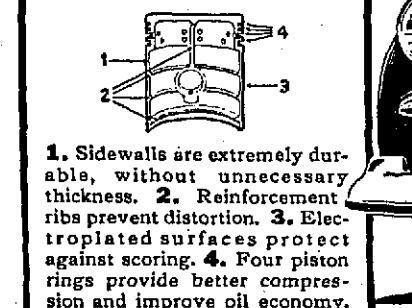 4
1
2
3
1. Sidewalls are extremely dur-
able, without unnecessary
thickness. 2. Reinforcement
ribs prevent distortion. 3. Elec-
troplated surfaces protect
against scoring. 4. Four piston
rings provide better compres-
sion and improve oil economy.